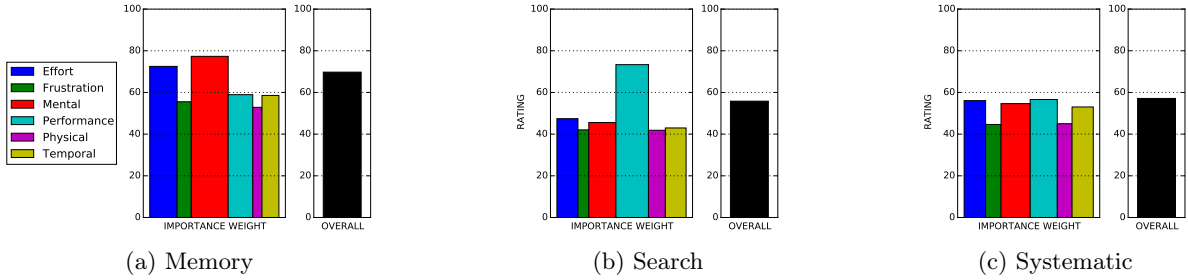 Effort
Frustration
Mental
Performance
Physical
Temporal
100
80
60
40
20
0
IMPORTANCE WEIGHT
100
80
60
40
20
0
OVERALL
(a) Memory
RATING
100
80
60
40
20
0
IMPORTANCE WEIGHT
100
80
60
40
20
0
OVERALL
(b) Search
RATING
100
80
60
40
20
0
IMPORTANCE WEIGHT
100
80
60
40
20
0
OVERALL
(c) Systematic